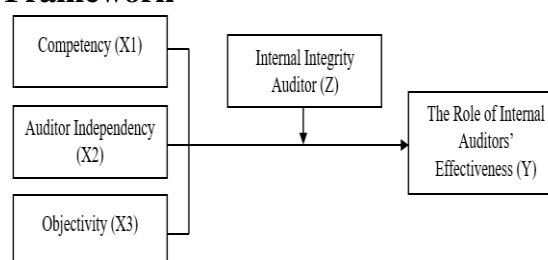 Framework
Competency (X1)
Internal Integrity
Auditor (Z)
Auditor Independency
(X2)
The Role of Internal
Auditors'
Effectiveness (Y)
Objectivity (X3)